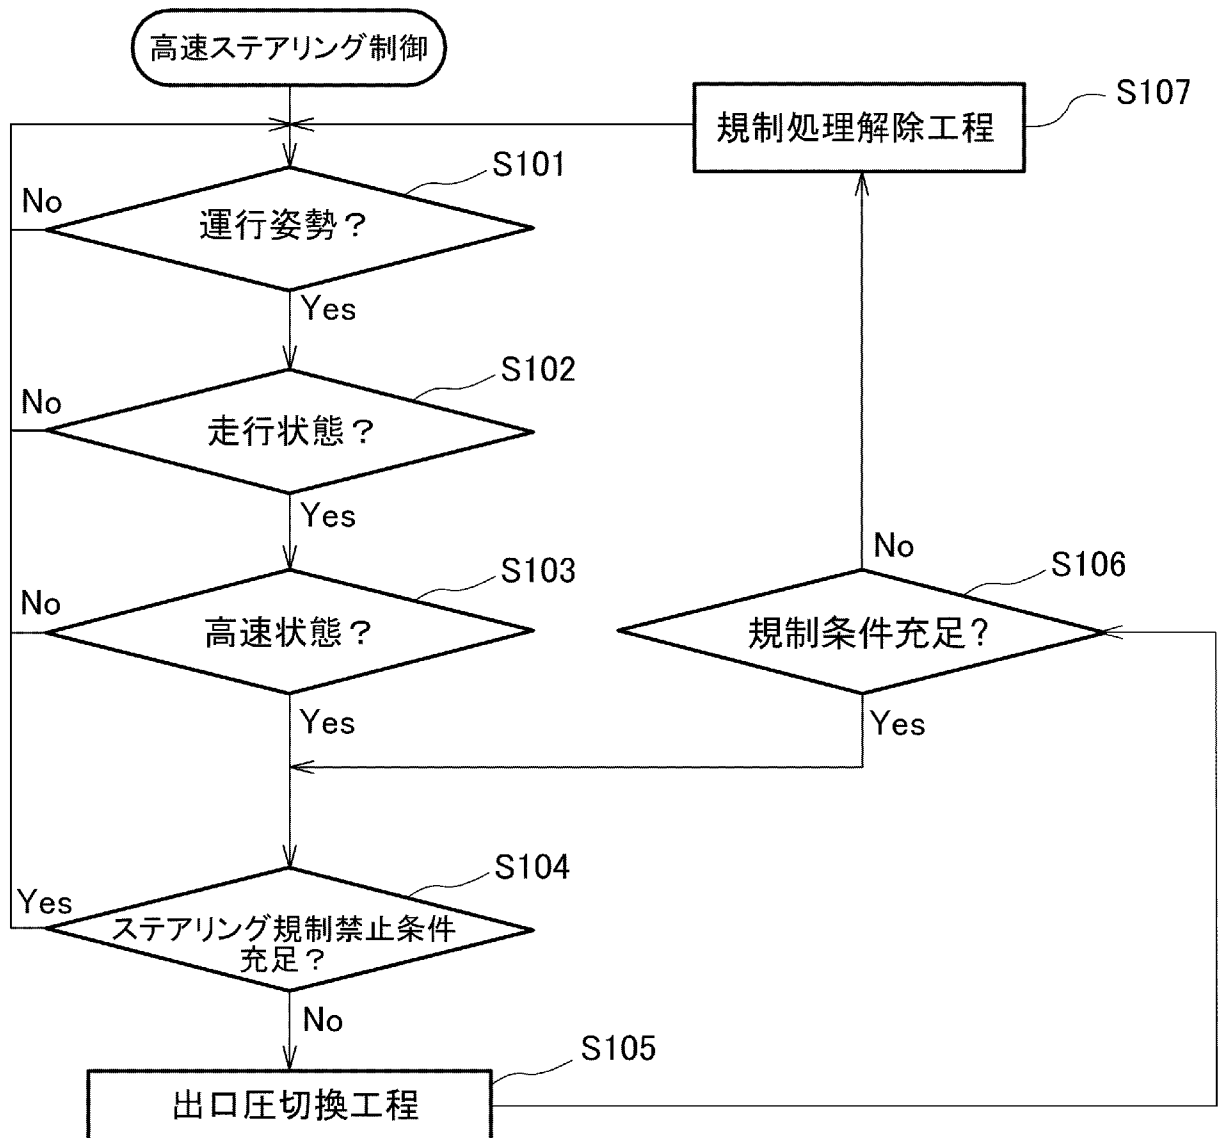 高速ステアリング制御
規制処理解除工程
S107
S101
No
運行姿勢？
Yes
S102
No
走行状態？
Yes
S103
No
高速状態？
Yes
No
S106
規制条件充足？
Yes
S104
Yes
ステアリング規制禁止条件
充足？
No
S105
出口圧切換工程